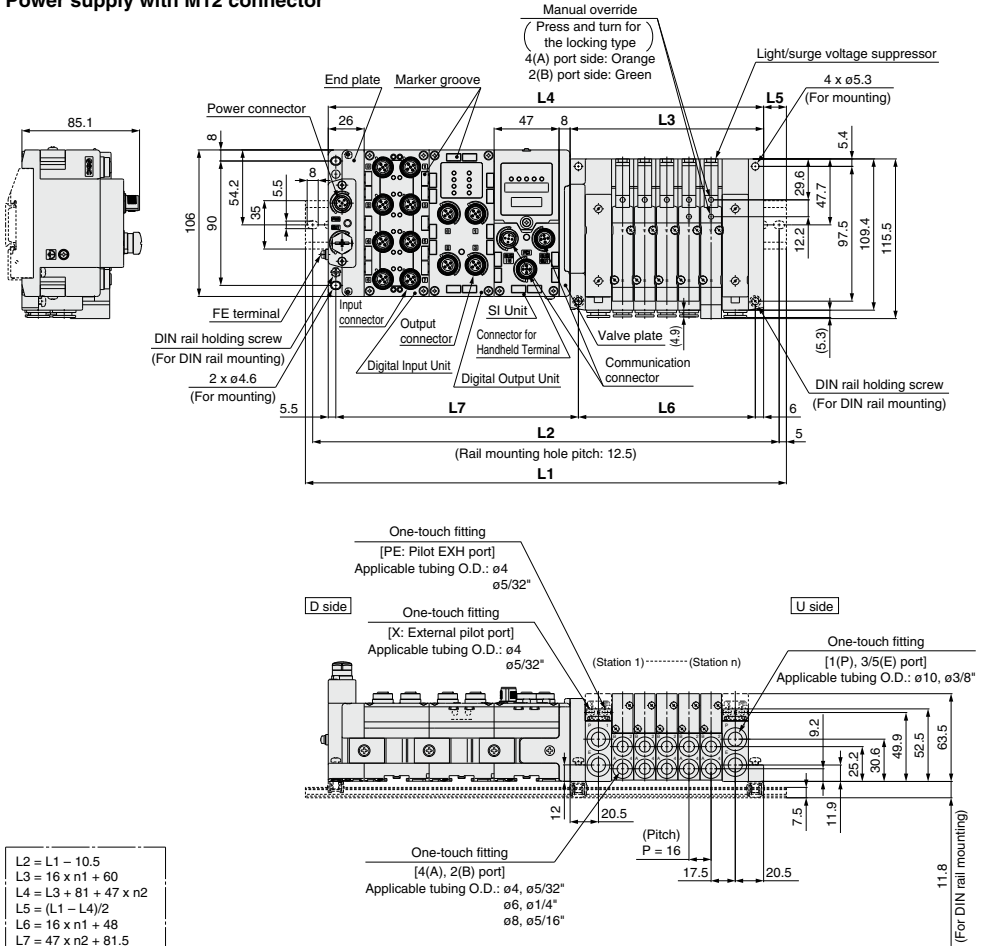 Power supply with M12 connector
Manual override
( Press and turn for
the locking type )
4(A) port side: Orange
2(B) port side: Green
Light/surge voltage suppressor
4 x ø5.3
(For mounting)
End plate
Marker groove
Power connector
L4
L5
85.1
26
47
8
L3
8
5.4
54.2
5.5
8
35
106
90
29.6
47.7
12.2
97.5
109.4
115.5
FE terminal
Input
connector
Output
connector
SI Unit
Connector for
Handheld Terminal
Valve plate
(4.9)
(5.3)
DIN rail holding screw
(For DIN rail mounting)
Digital Input Unit
Digital Output Unit
Communication
connector
2 x ø4.6
(For mounting)
DIN rail holding screw
(For DIN rail mounting)
5.5
L7
L6
6
L2
5
(Rail mounting hole pitch: 12.5)
L1
One-touch fitting
[PE: Pilot EXH port]
Applicable tubing O.D.: ø4
ø5/32"
D side
U side
One-touch fitting
[X: External pilot port]
Applicable tubing O.D.: ø4
ø5/32"
(Station 1)--------(Station n)
One-touch fitting
[1(P), 3/5(E) port]
Applicable tubing O.D.: ø10, ø3/8"
9.2
25.2
30.6
49.9
52.5
63.5
12
20.5
7.5
11.9
(Pitch)
P = 16
17.5
20.5
11.8
(For DIN rail mounting)
One-touch fitting
[4(A), 2(B) port]
Applicable tubing O.D.: ø4, ø5/32"
ø6, ø1/4"
ø8, ø5/16"
L2 = L1 – 10.5
L3 = 16 x n1 + 60
L4 = L3 + 81 + 47 x n2
L5 = (L1 – L4)/2
L6 = 16 x n1 + 48
L7 = 47 x n2 + 81.5